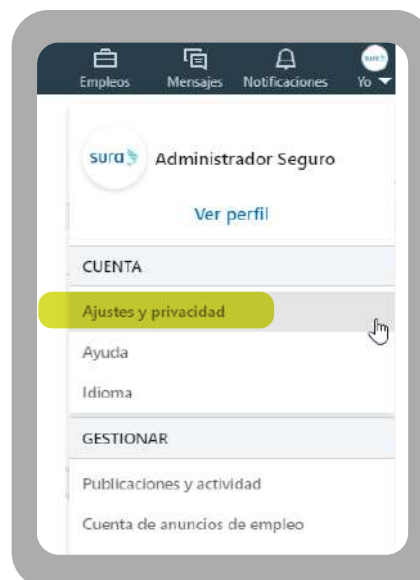 Empleos Mensajes Notificaciones Yo
sura Administrador Seguro
Ver perfil
CUENTA
Ajustes y privacidad
Ayuda
Idioma
GESTIONAR
Publicaciones y actividad
Cuenta de anuncios de empleo